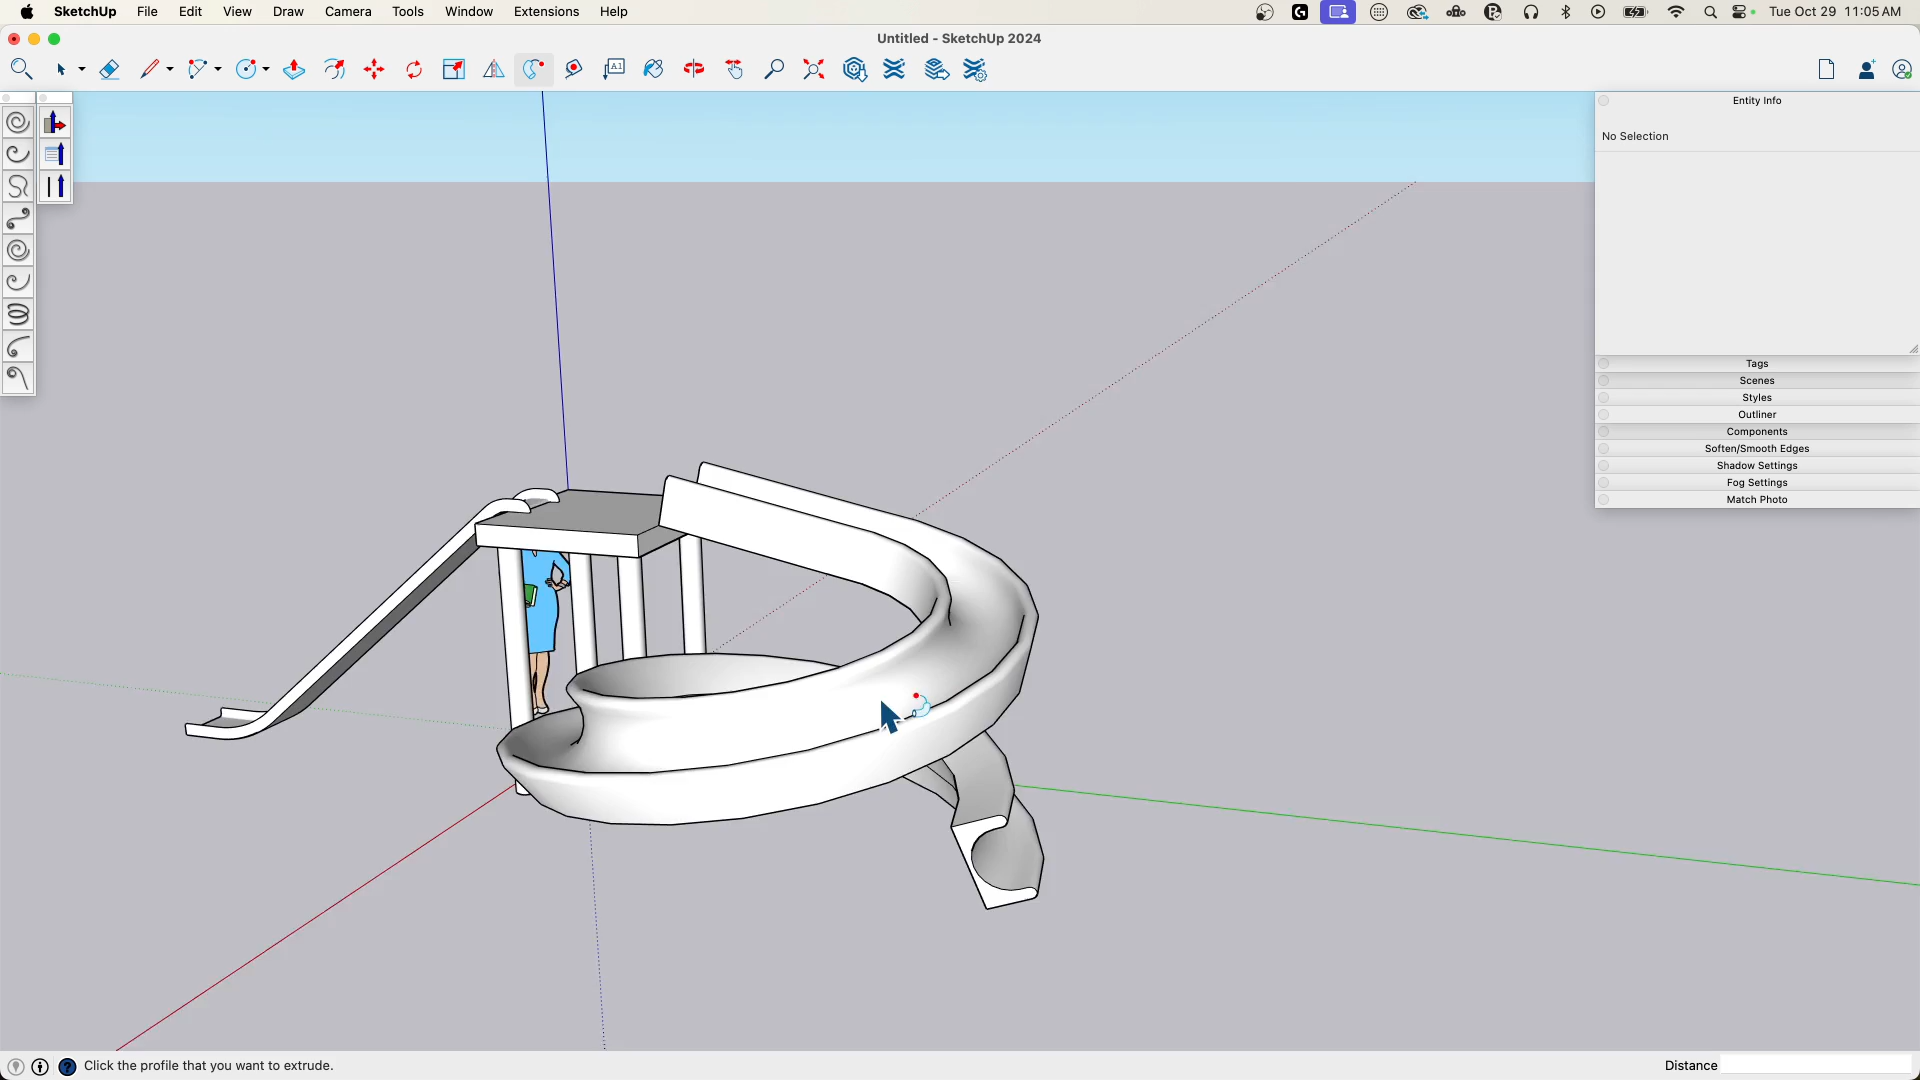 SketchUp File Edit View Draw Camera Tools Window Extensions Help Tue Oct 29 11:05 AM
Untitled - SketchUp 2024
A1
Entity Info
No Selection
Tags
Scenes
Styles
Outliner
Components
Soften/Smooth Edges
Shadow Settings
Fog Settings
Match Photo
Click the profile that you want to extrude. Distance